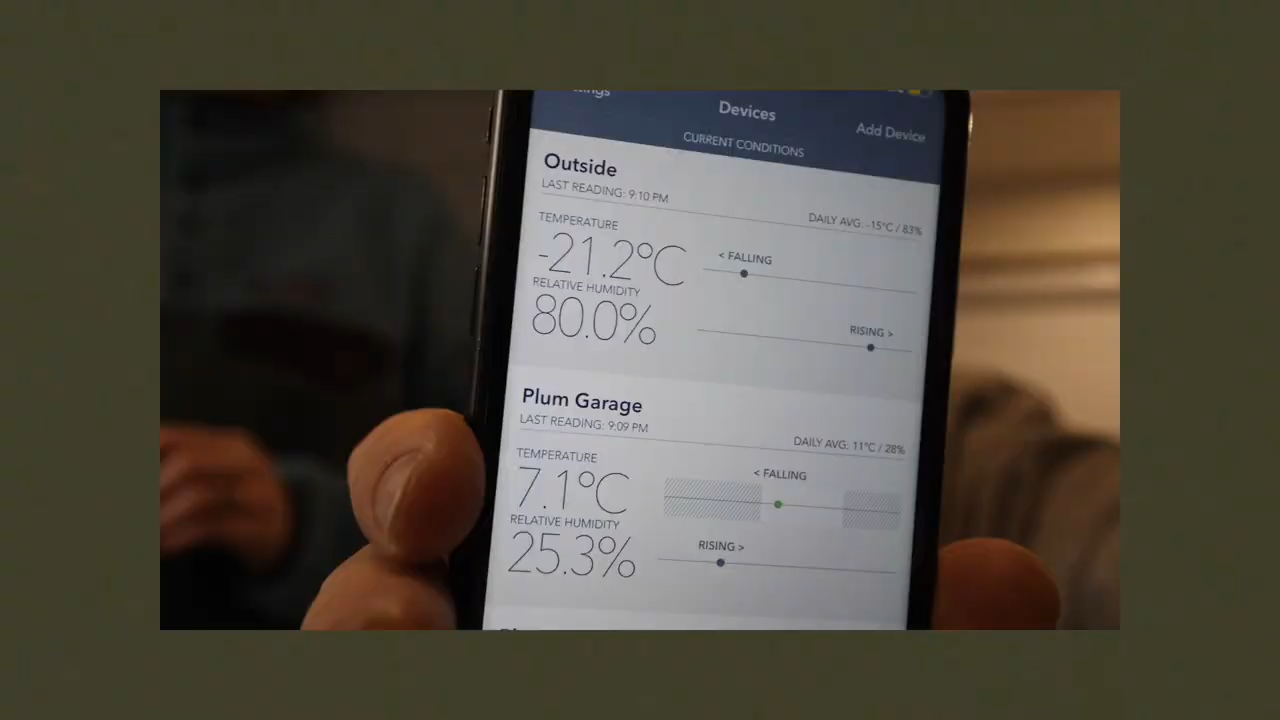 Devices
Add Device
CURRENT CONDITIONS
Outside
LAST READING: 9:10 PM
DAILY AVG: -15°C / 83%
TEMPERATURE
-21.2°C
< FALLING
RELATIVE HUMIDITY
80.0%
RISING >
Plum Garage
LAST READING: 9:09 PM
DAILY AVG: 11°C / 28%
TEMPERATURE
7.1°C
< FALLING
RELATIVE HUMIDITY
25.3%
RISING >